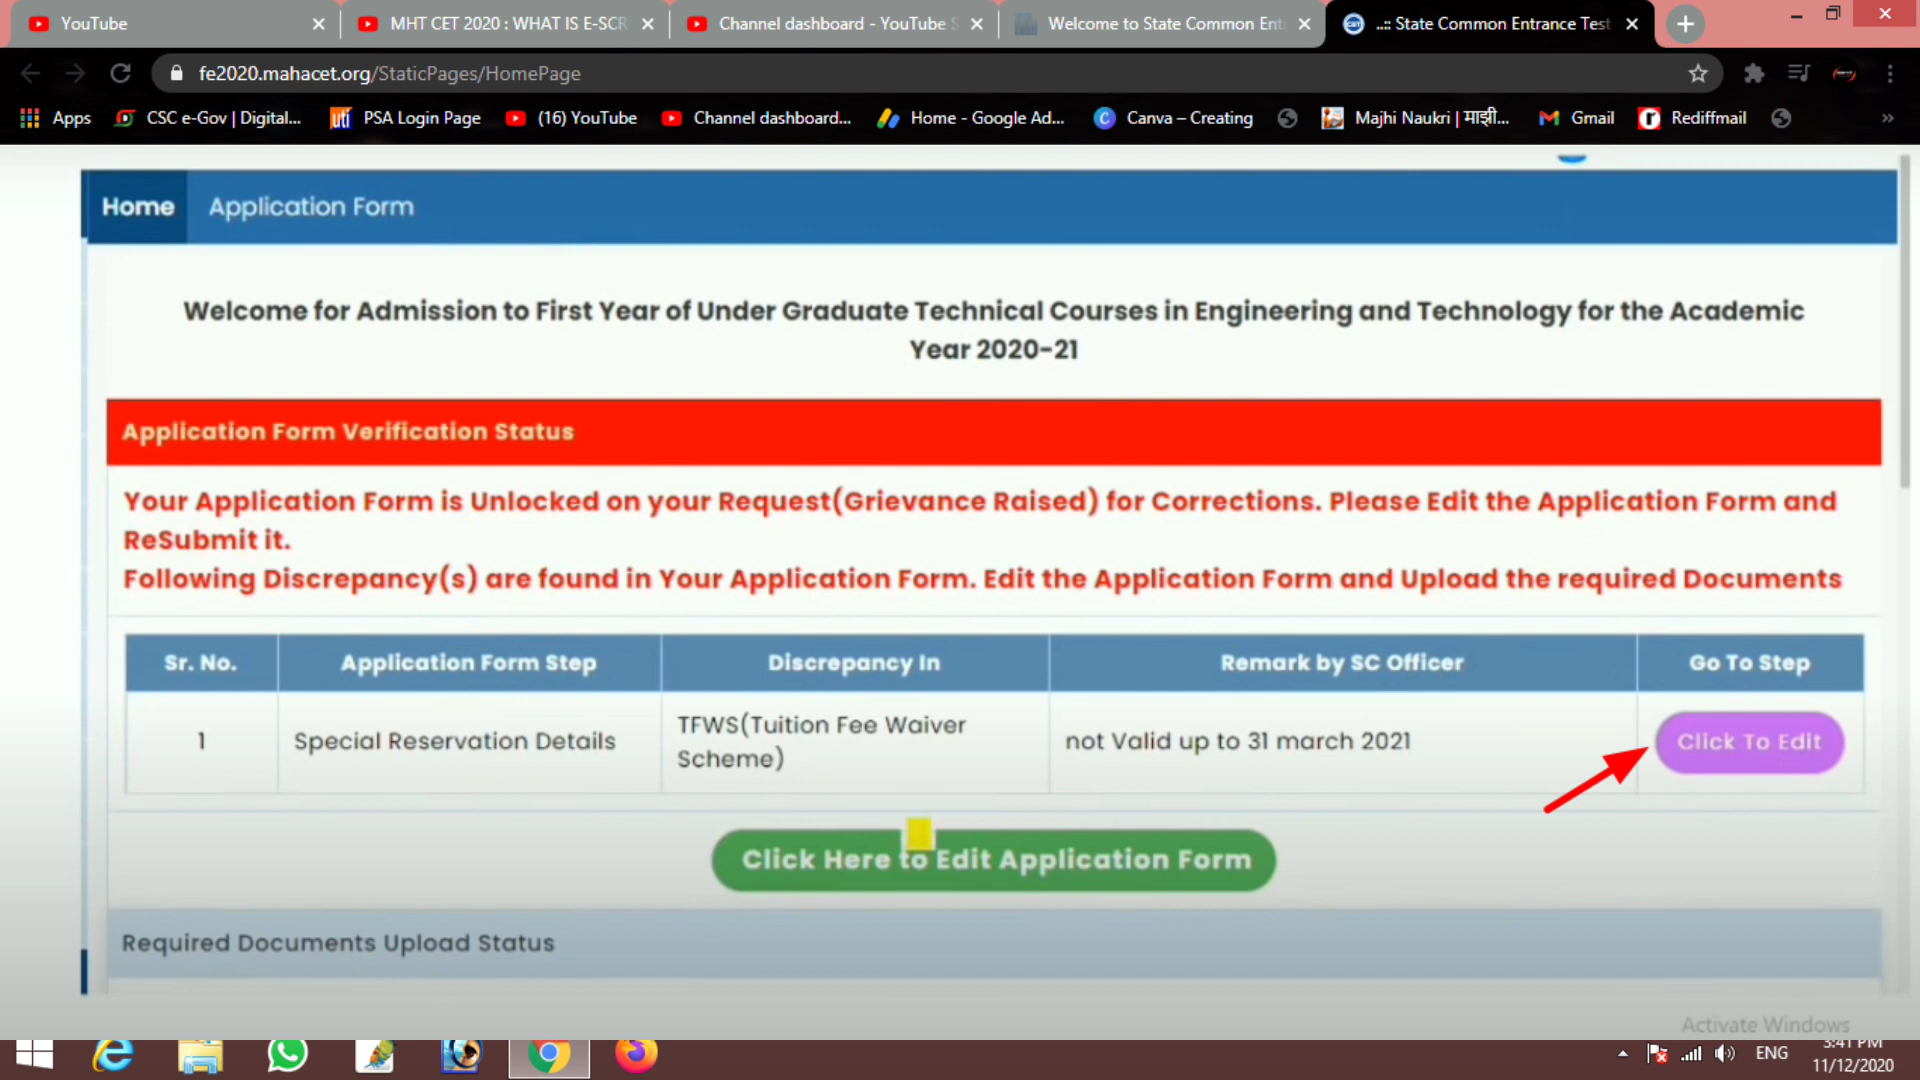 YouTube
MHT CET 2020 : WHAT IS E-SCR
Channel dashboard - YouTube S
Welcome to State Common Ent
..:: State Common Entrance Test
fe2020.mahacet.org/StaticPages/HomePage
Apps
CSC e-Gov | Digital...
uti
PSA Login Page
(16) YouTube
Channel dashboard...
Home - Google Ad...
Canva – Creating
Majhi Naukri | माझी...
Gmail
Rediffmail
Home
Application Form
Welcome for Admission to First Year of Under Graduate Technical Courses in Engineering and Technology for the Academic
Year 2020-21
Application Form Verification Status
Your Application Form is Unlocked on your Request(Grievance Raised) for Corrections. Please Edit the Application Form and
ReSubmit it.
Following Discrepancy(s) are found in Your Application Form. Edit the Application Form and Upload the required Documents
Sr. No.
Application Form Step
Discrepancy In
Remark by SC Officer
Go To Step
1
Special Reservation Details
TFWS(Tuition Fee Waiver
Scheme)
not Valid up to 31 march 2021
Click To Edit
Click Here to Edit Application Form
Required Documents Upload Status
Activate Windows
ENG
3:41 PM
11/12/2020